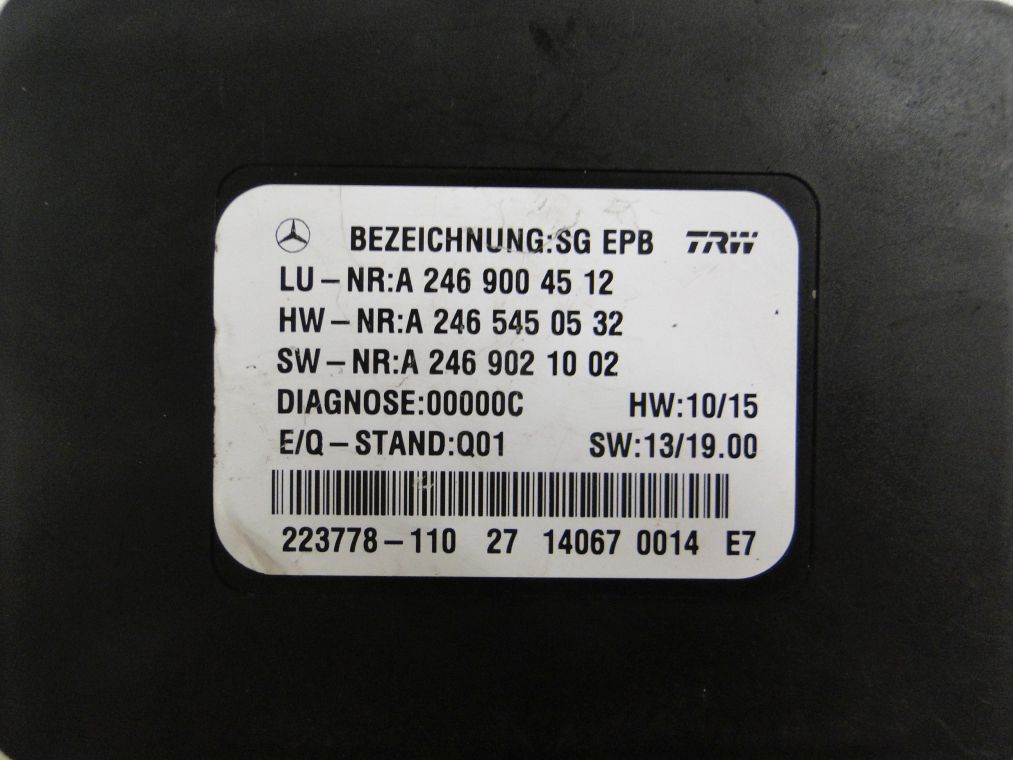 BEZEICHNUNG:SG EPB TRW
LU-NR:A 246 900 45 12
HW-NR:A 246 545 05 32
SW-NR:A 246 902 10 02
DIAGNOSE:00000C HW:10/15
E/Q-STAND:Q01 SW:13/19.00
223778-110 27 14067 0014 E7